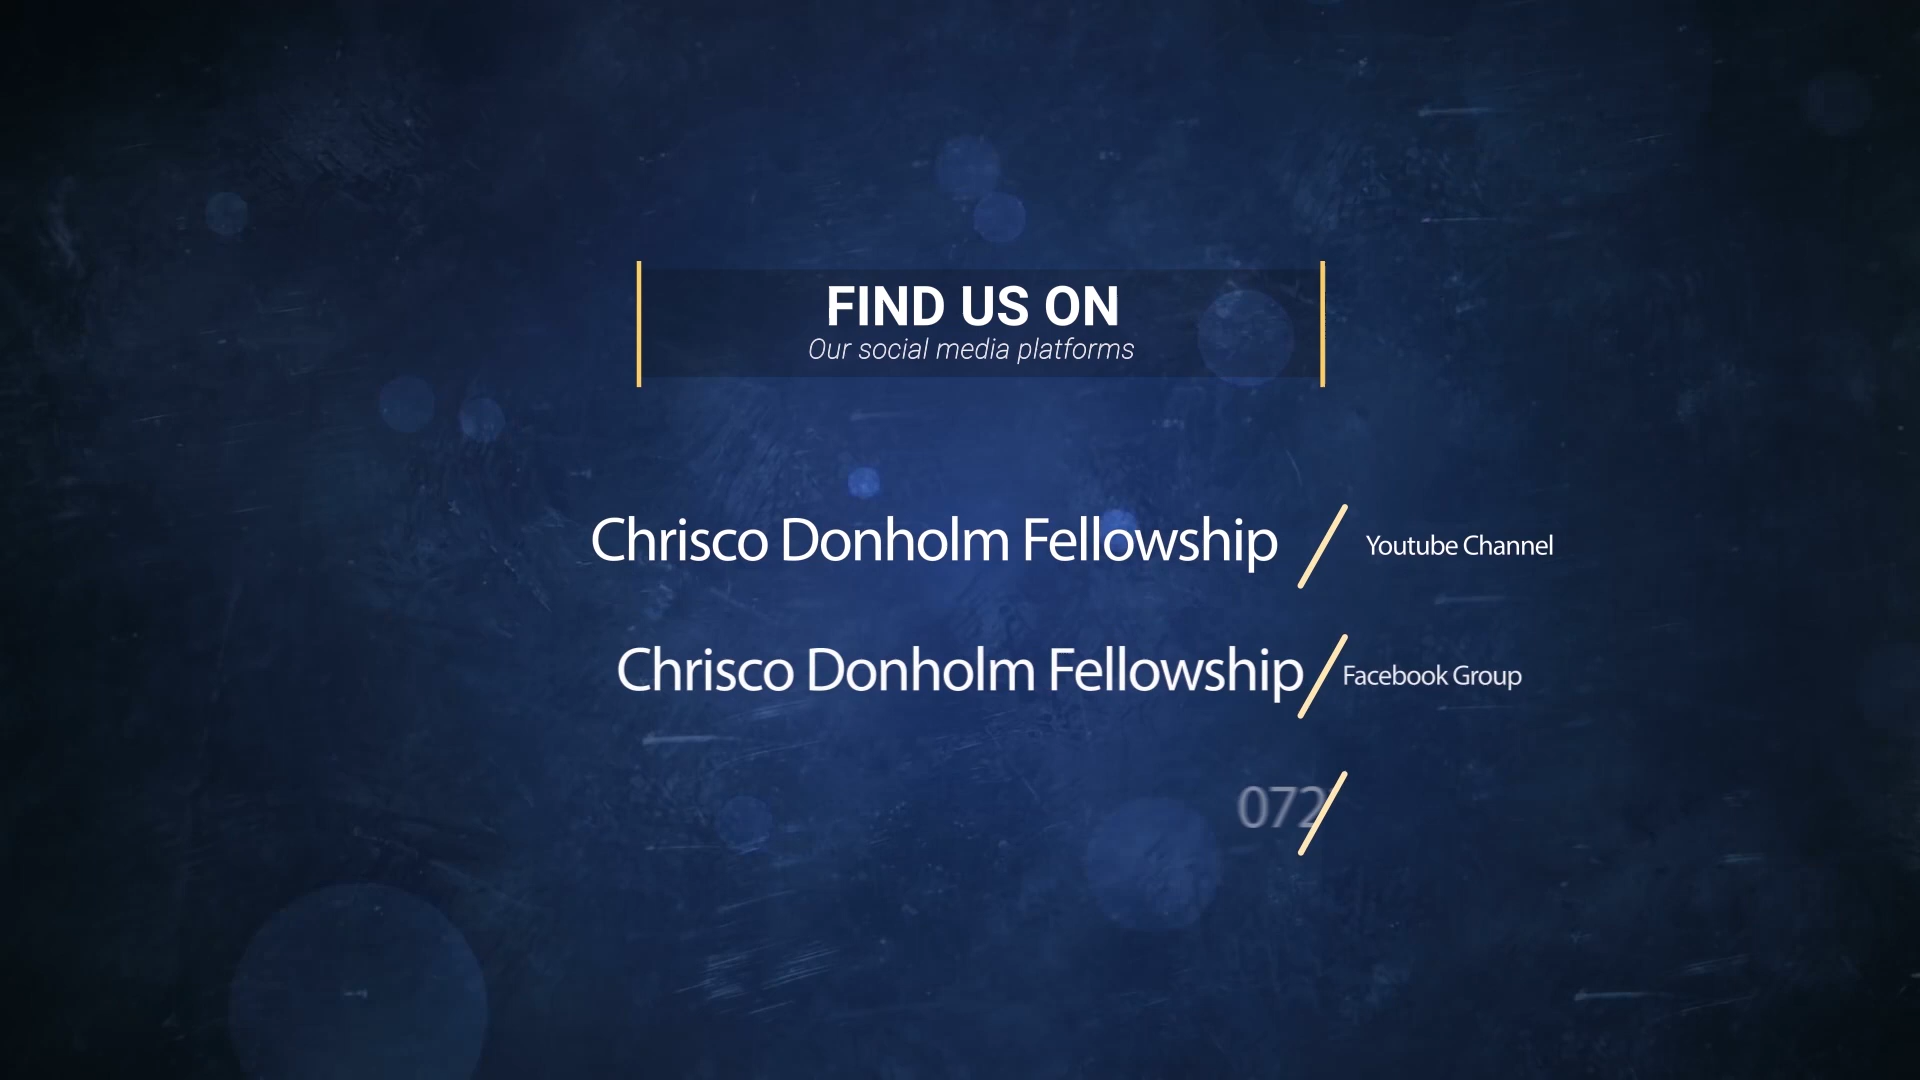 FIND US ON
Our social media platforms
Chrisco Donholm Fellowship / Youtube Channel
Chrisco Donholm Fellowship / Facebook Group
072